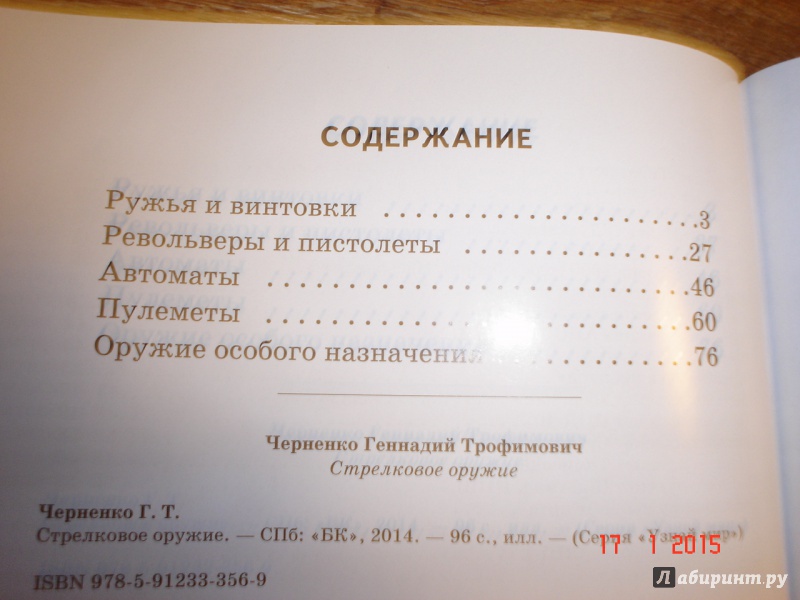 СОДЕРЖАНИЕ
Ружья и винтовки ........................3
Револьверы и пистолеты ..................27
Автоматы ................................46
Пулеметы ................................60
Оружие особого назначения ...............76
Черненко Геннадий Трофимович
Стрелковое оружие
Черненко Г. Т.
Стрелковое оружие. — СПб: «БК», 2014. — 96 с., илл. — (Серия «Узнай мир»)
17 1 2015
ISBN 978-5-91233-356-9
Лабиринт.ру